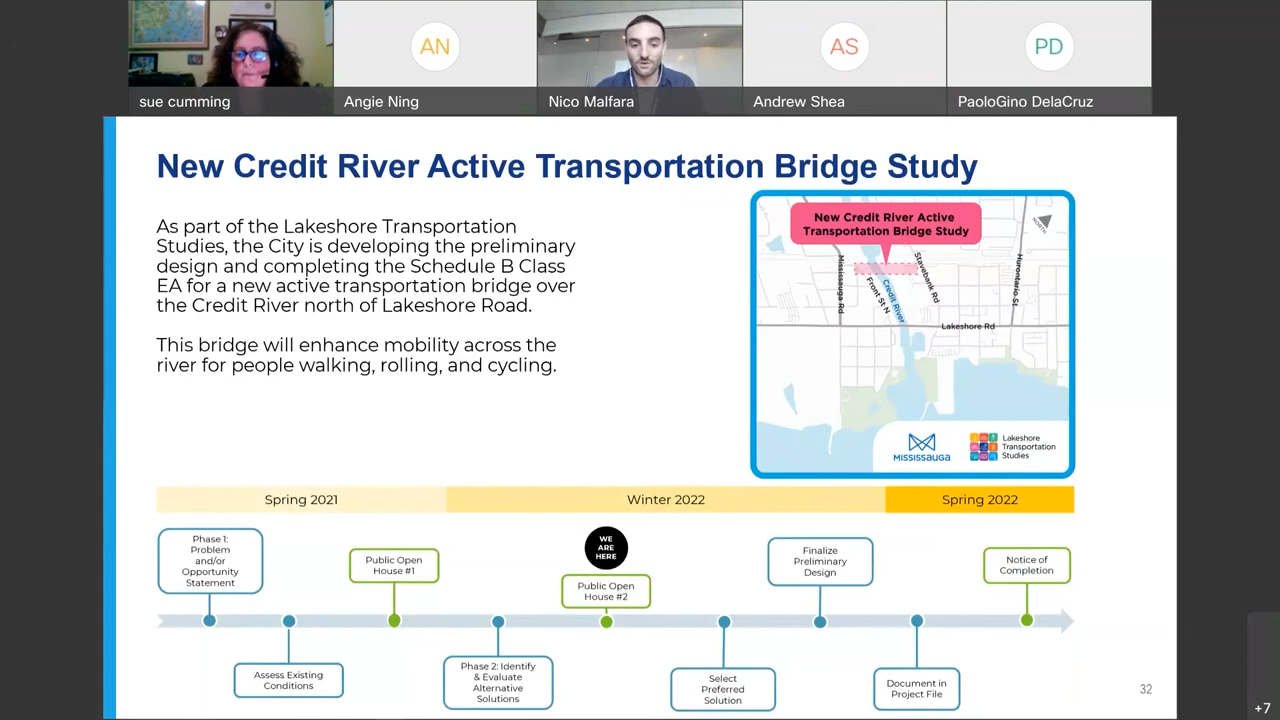 AN
AS
PD
sue cumming
Angie Ning
Nico Malfara
Andrew Shea
PaoloGino DelaCruz
New Credit River Active Transportation Bridge Study
As part of the Lakeshore Transportation
Studies, the City is developing the preliminary
design and completing the Schedule B Class
EA for a new active transportation bridge over
the Credit River north of Lakeshore Road.
This bridge will enhance mobility across the
river for people walking, rolling, and cycling.
New Credit River Active
Transportation Bridge Study
NORTH
Mississauga Rd
Front St N
Credit River
Stavebank Rd
Hurontario St
Lakeshore Rd
MISSISSAUGA
Lakeshore
Transportation
Studies
Spring 2021
Winter 2022
Spring 2022
Phase 1:
Problem
and/or
Opportunity
Statement
Public Open
House #1
WE
ARE
HERE
Public Open
House #2
Finalize
Preliminary
Design
Notice of
Completion
Assess Existing
Conditions
Phase 2: Identify
& Evaluate
Alternative
Solutions
Select
Preferred
Solution
Document in
Project File
32
+7